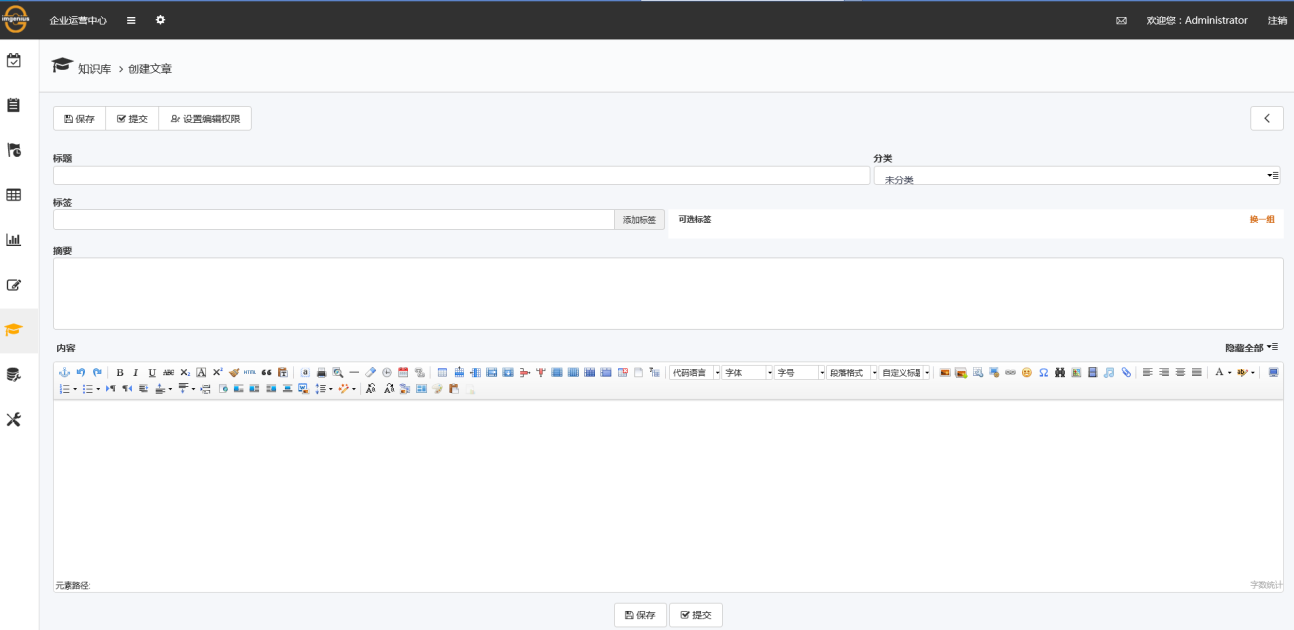 imgenius 企业运营中心 欢迎您：Administrator 注销
知识库 > 创建文章
保存 提交 设置编辑权限
标题 分类
未分类
标签
添加标签 可选标签 换一组
摘要
内容 隐藏全部
B I U ABC X₂ A X² HTML 代码语言 字体 字号 段落格式 自定义标题 Ω A
元素路径: 字数统计
保存 提交